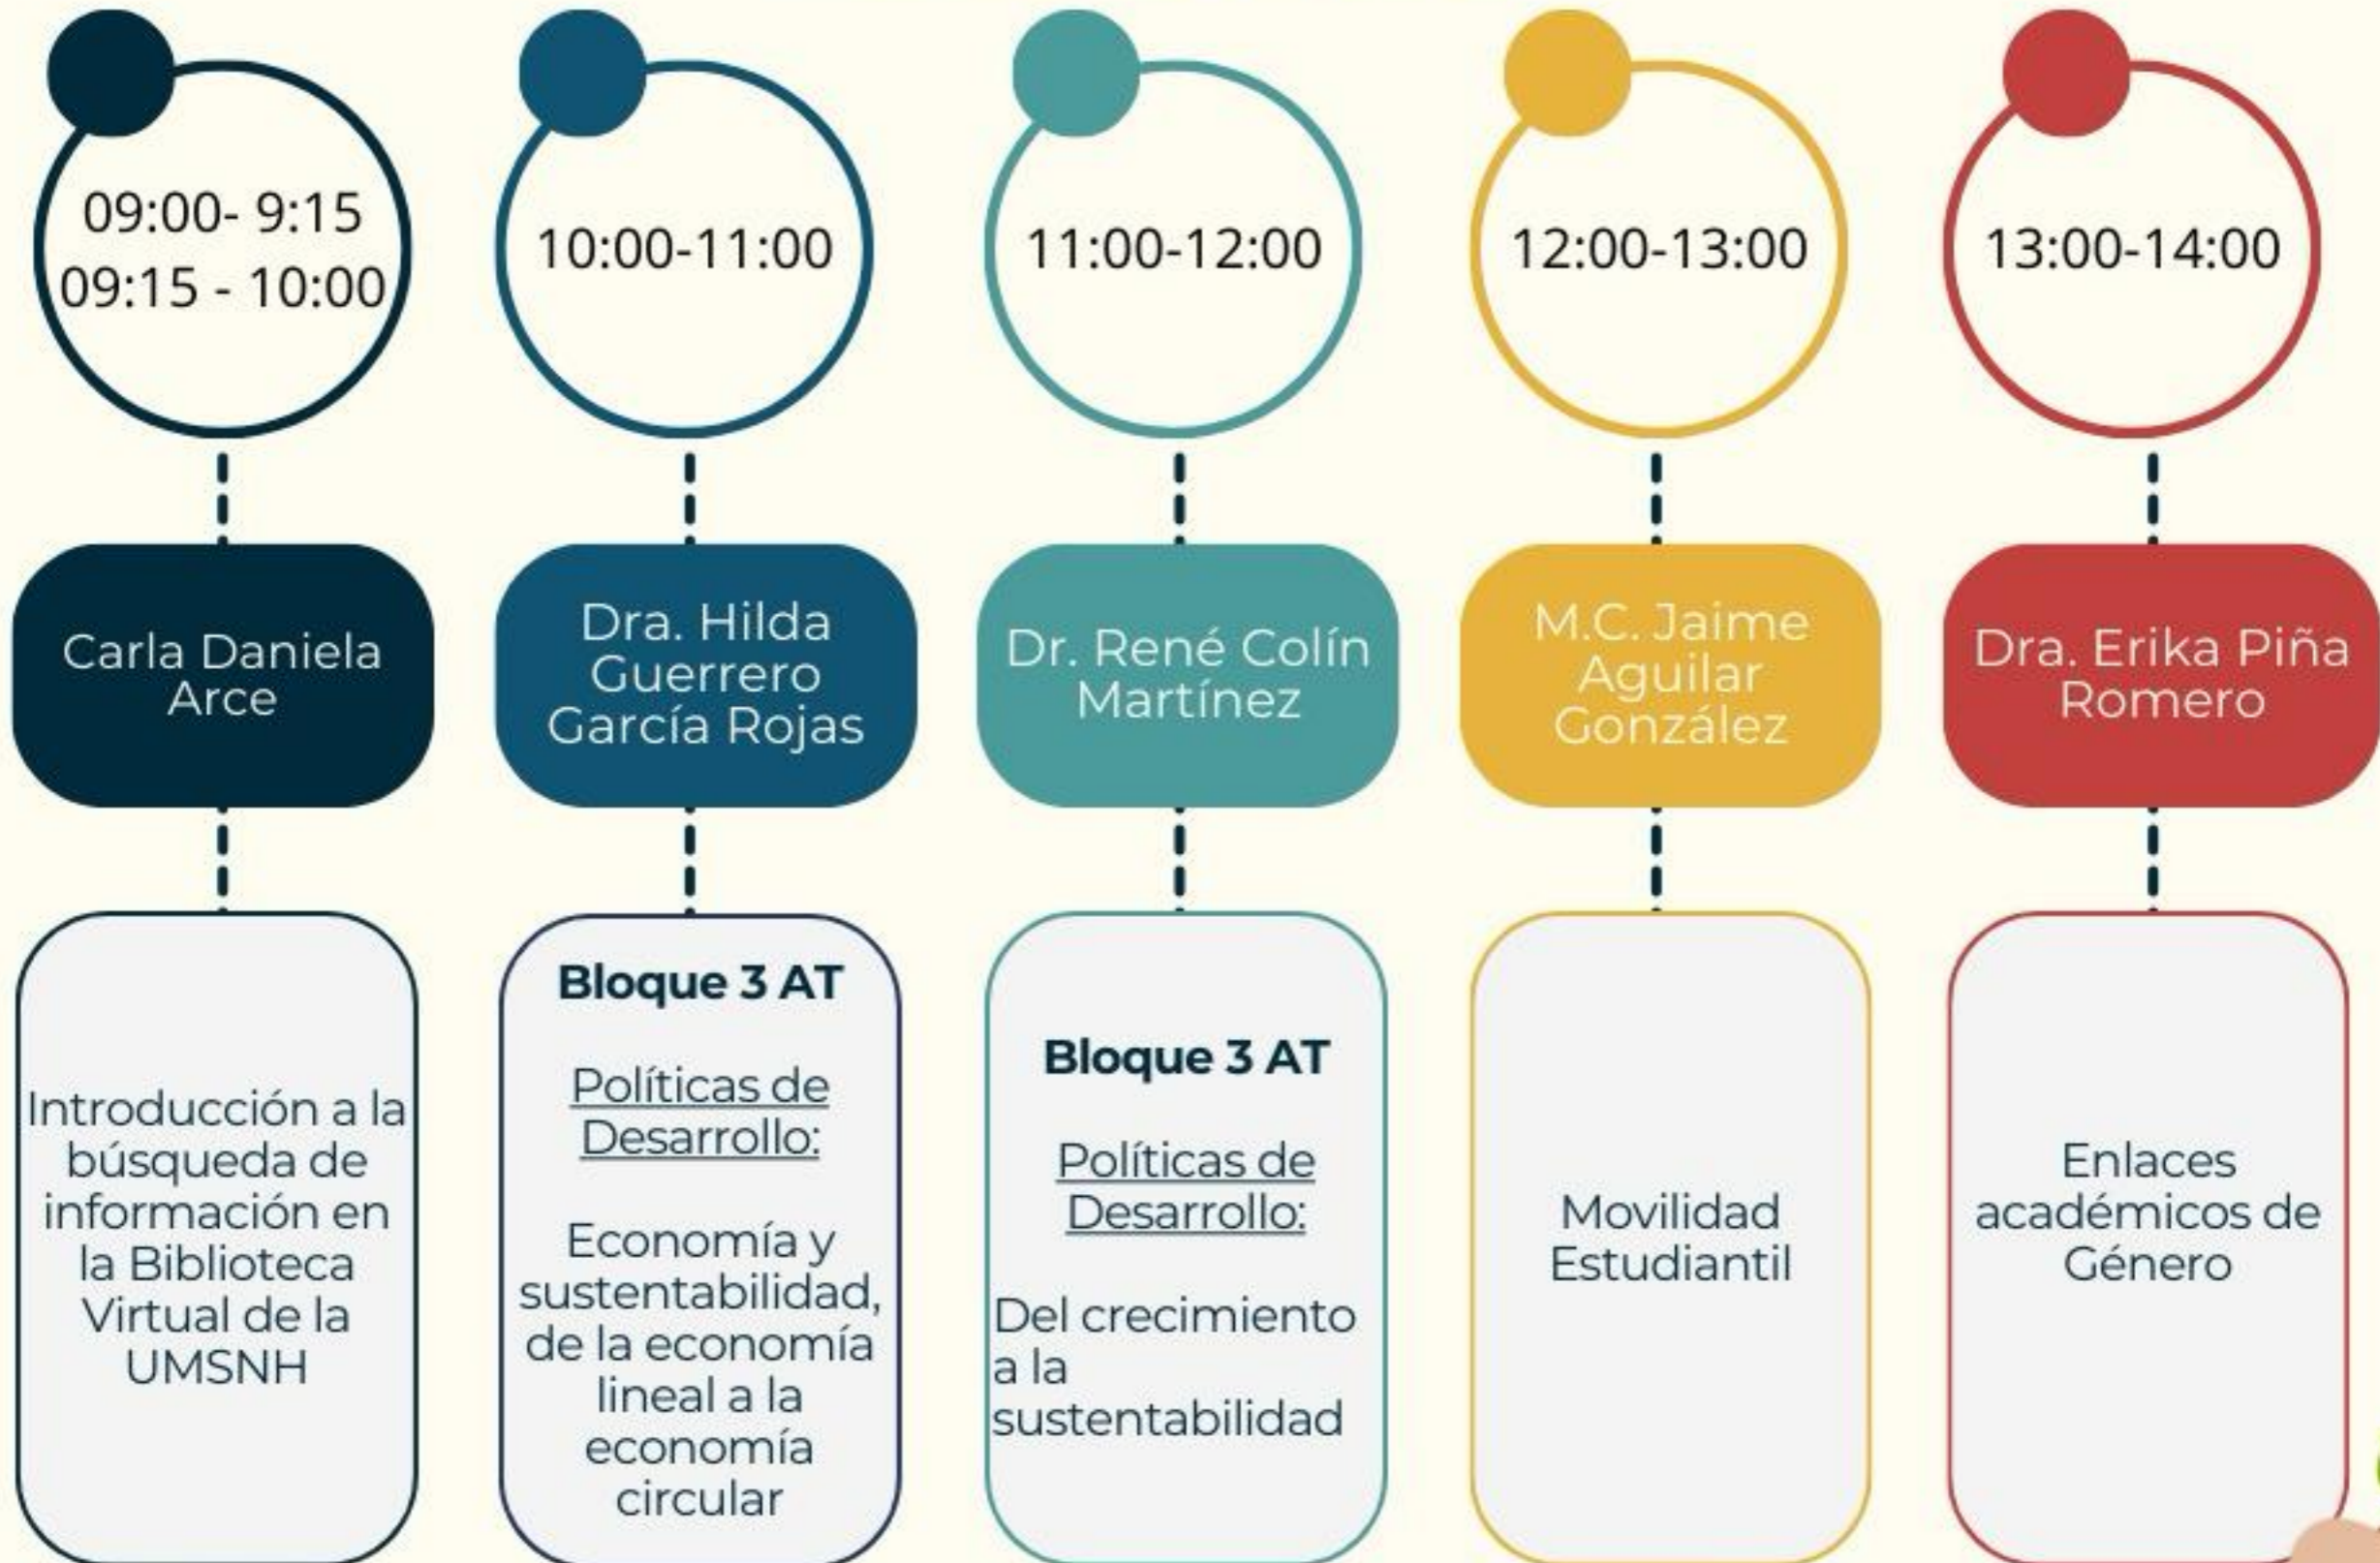 09:00- 9:15
09:15 - 10:00
10:00-11:00
11:00-12:00
12:00-13:00
13:00-14:00
Carla Daniela
Arce
Dra. Hilda
Guerrero
García Rojas
Dr. René Colín
Martínez
M.C. Jaime
Aguilar
González
Dra. Erika Piña
Romero
Introducción a la
búsqueda de
información en
la Biblioteca
Virtual de la
UMSNH
Bloque 3 AT
Políticas de
Desarrollo:
Economía y
sustentabilidad,
de la economía
lineal a la
economía
circular
Bloque 3 AT
Políticas de
Desarrollo:
Del crecimiento
a la
sustentabilidad
Movilidad
Estudiantil
Enlaces
académicos de
Género